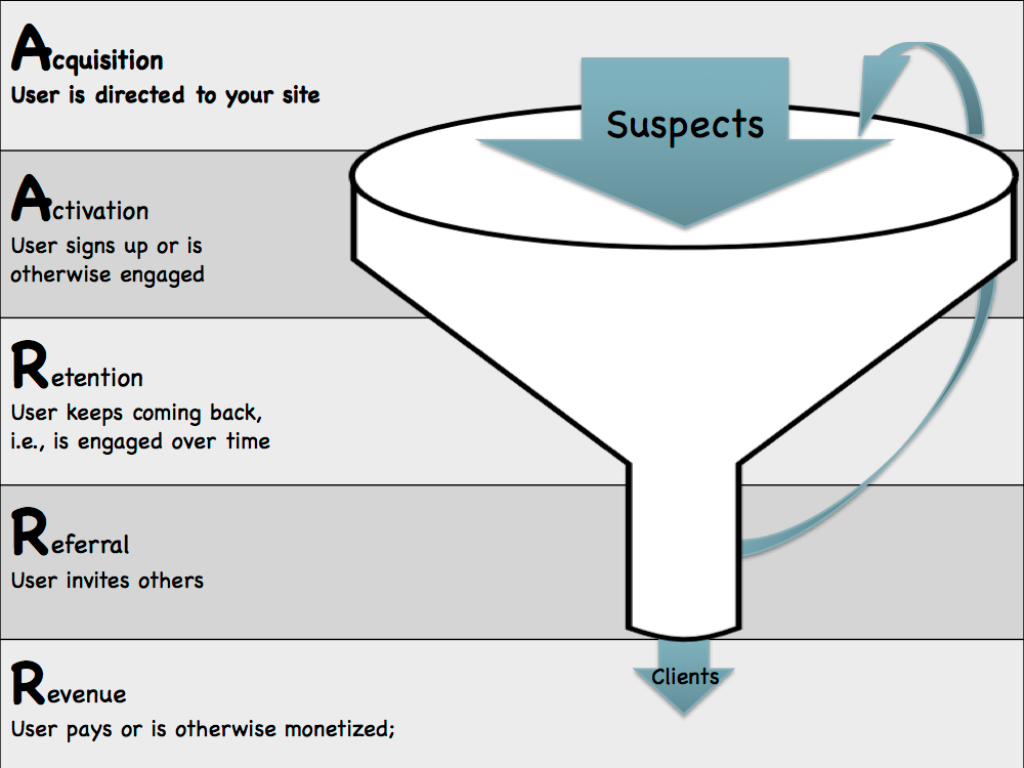 Acquisition
User is directed to your site
Suspects
Activation
User signs up or is
otherwise engaged
Retention
User keeps coming back,
i.e., is engaged over time
Referral
User invites others
Revenue
Clients
User pays or is otherwise monetized;